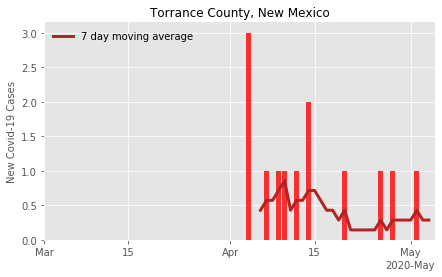 Torrance County, New Mexico
7 day moving average
New Covid-19 Cases
3.0
2.5
2.0
1.5
1.0
0.5
0.0
Mar 15 Apr 15 May
2020-May